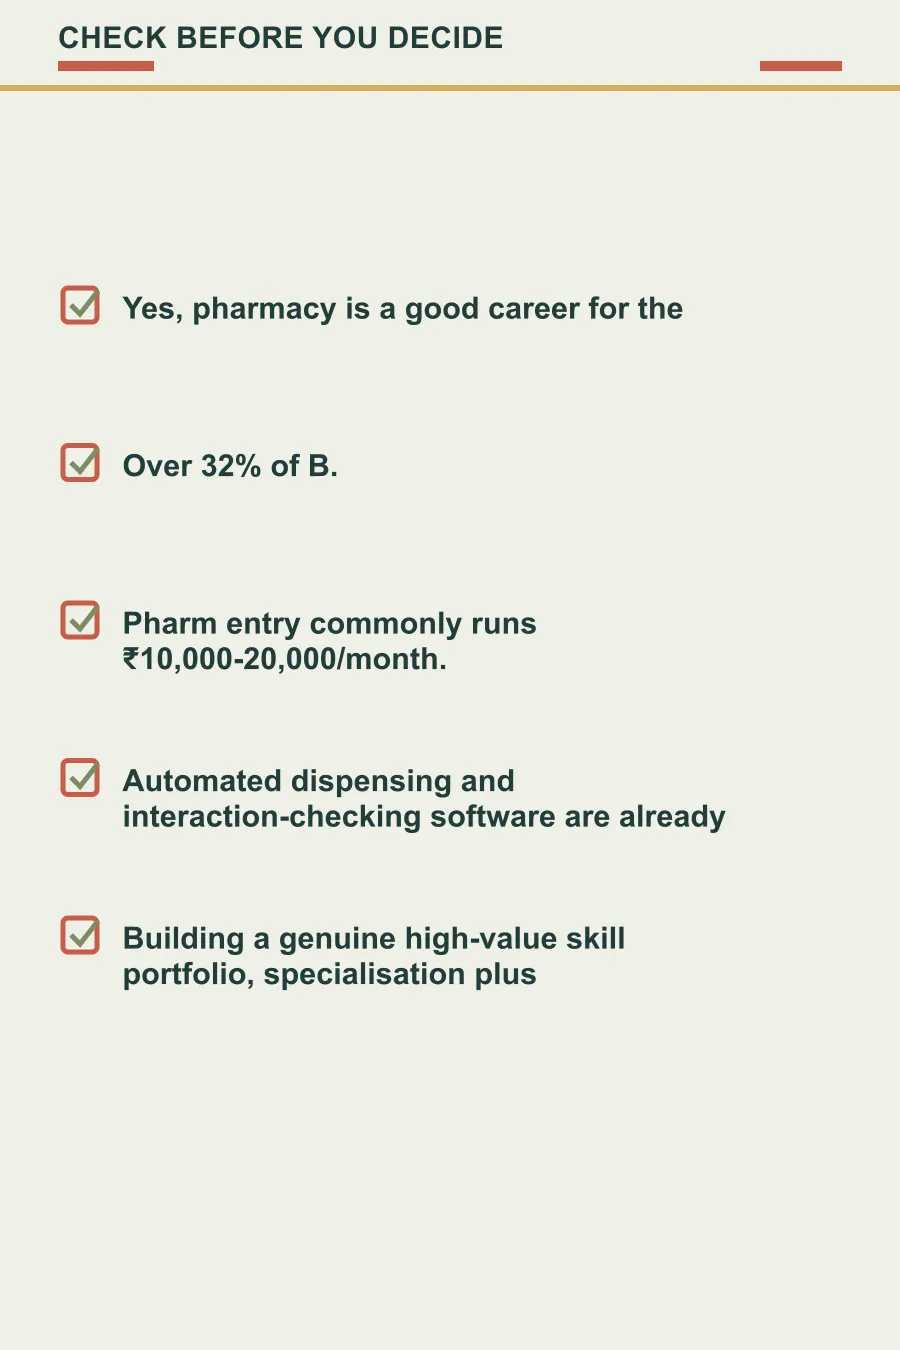 CHECK BEFORE YOU DECIDE
Yes, pharmacy is a good career for the
Over 32% of B.
Pharm entry commonly runs
₹10,000-20,000/month.
Automated dispensing and
interaction-checking software are already
Building a genuine high-value skill
portfolio, specialisation plus